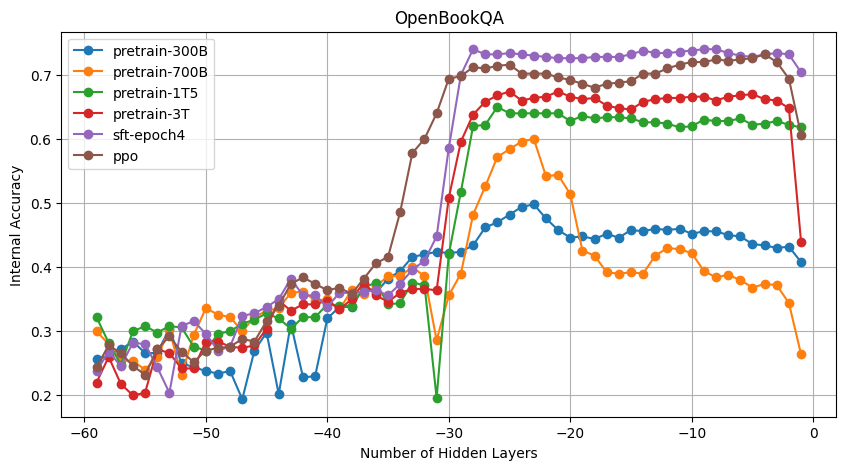 OpenBookQA
pretrain-300B
pretrain-700B
pretrain-1T5
pretrain-3T
sft-epoch4
ppo
Internal Accuracy
0.7
0.6
0.5
0.4
0.3
0.2
−60
−50
−40
−30
−20
−10
0
Number of Hidden Layers